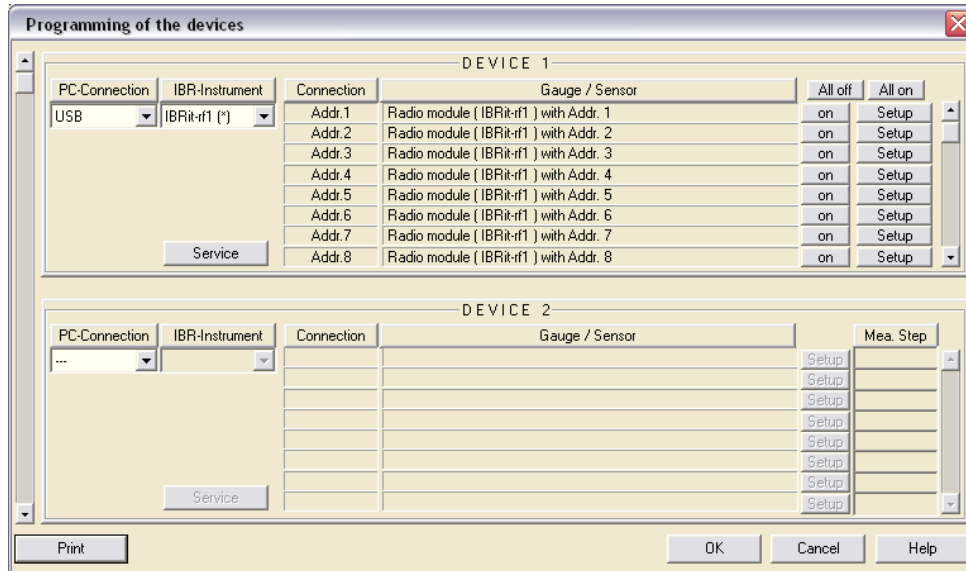 Programming of the devices
DEVICE 1
PC-Connection IBR-Instrument Connection Gauge / Sensor All off All on
USB IBRit-rf1 (*) Addr.1 Radio module ( IBRit-rf1 ) with Addr. 1 on Setup
Addr.2 Radio module ( IBRit-rf1 ) with Addr. 2 on Setup
Addr.3 Radio module ( IBRit-rf1 ) with Addr. 3 on Setup
Addr.4 Radio module ( IBRit-rf1 ) with Addr. 4 on Setup
Addr.5 Radio module ( IBRit-rf1 ) with Addr. 5 on Setup
Addr.6 Radio module ( IBRit-rf1 ) with Addr. 6 on Setup
Addr.7 Radio module ( IBRit-rf1 ) with Addr. 7 on Setup
Service Addr.8 Radio module ( IBRit-rf1 ) with Addr. 8 on Setup
DEVICE 2
PC-Connection IBR-Instrument Connection Gauge / Sensor Mea. Step
--- Setup
Setup
Setup
Setup
Setup
Setup
Setup
Service Setup
Print OK Cancel Help